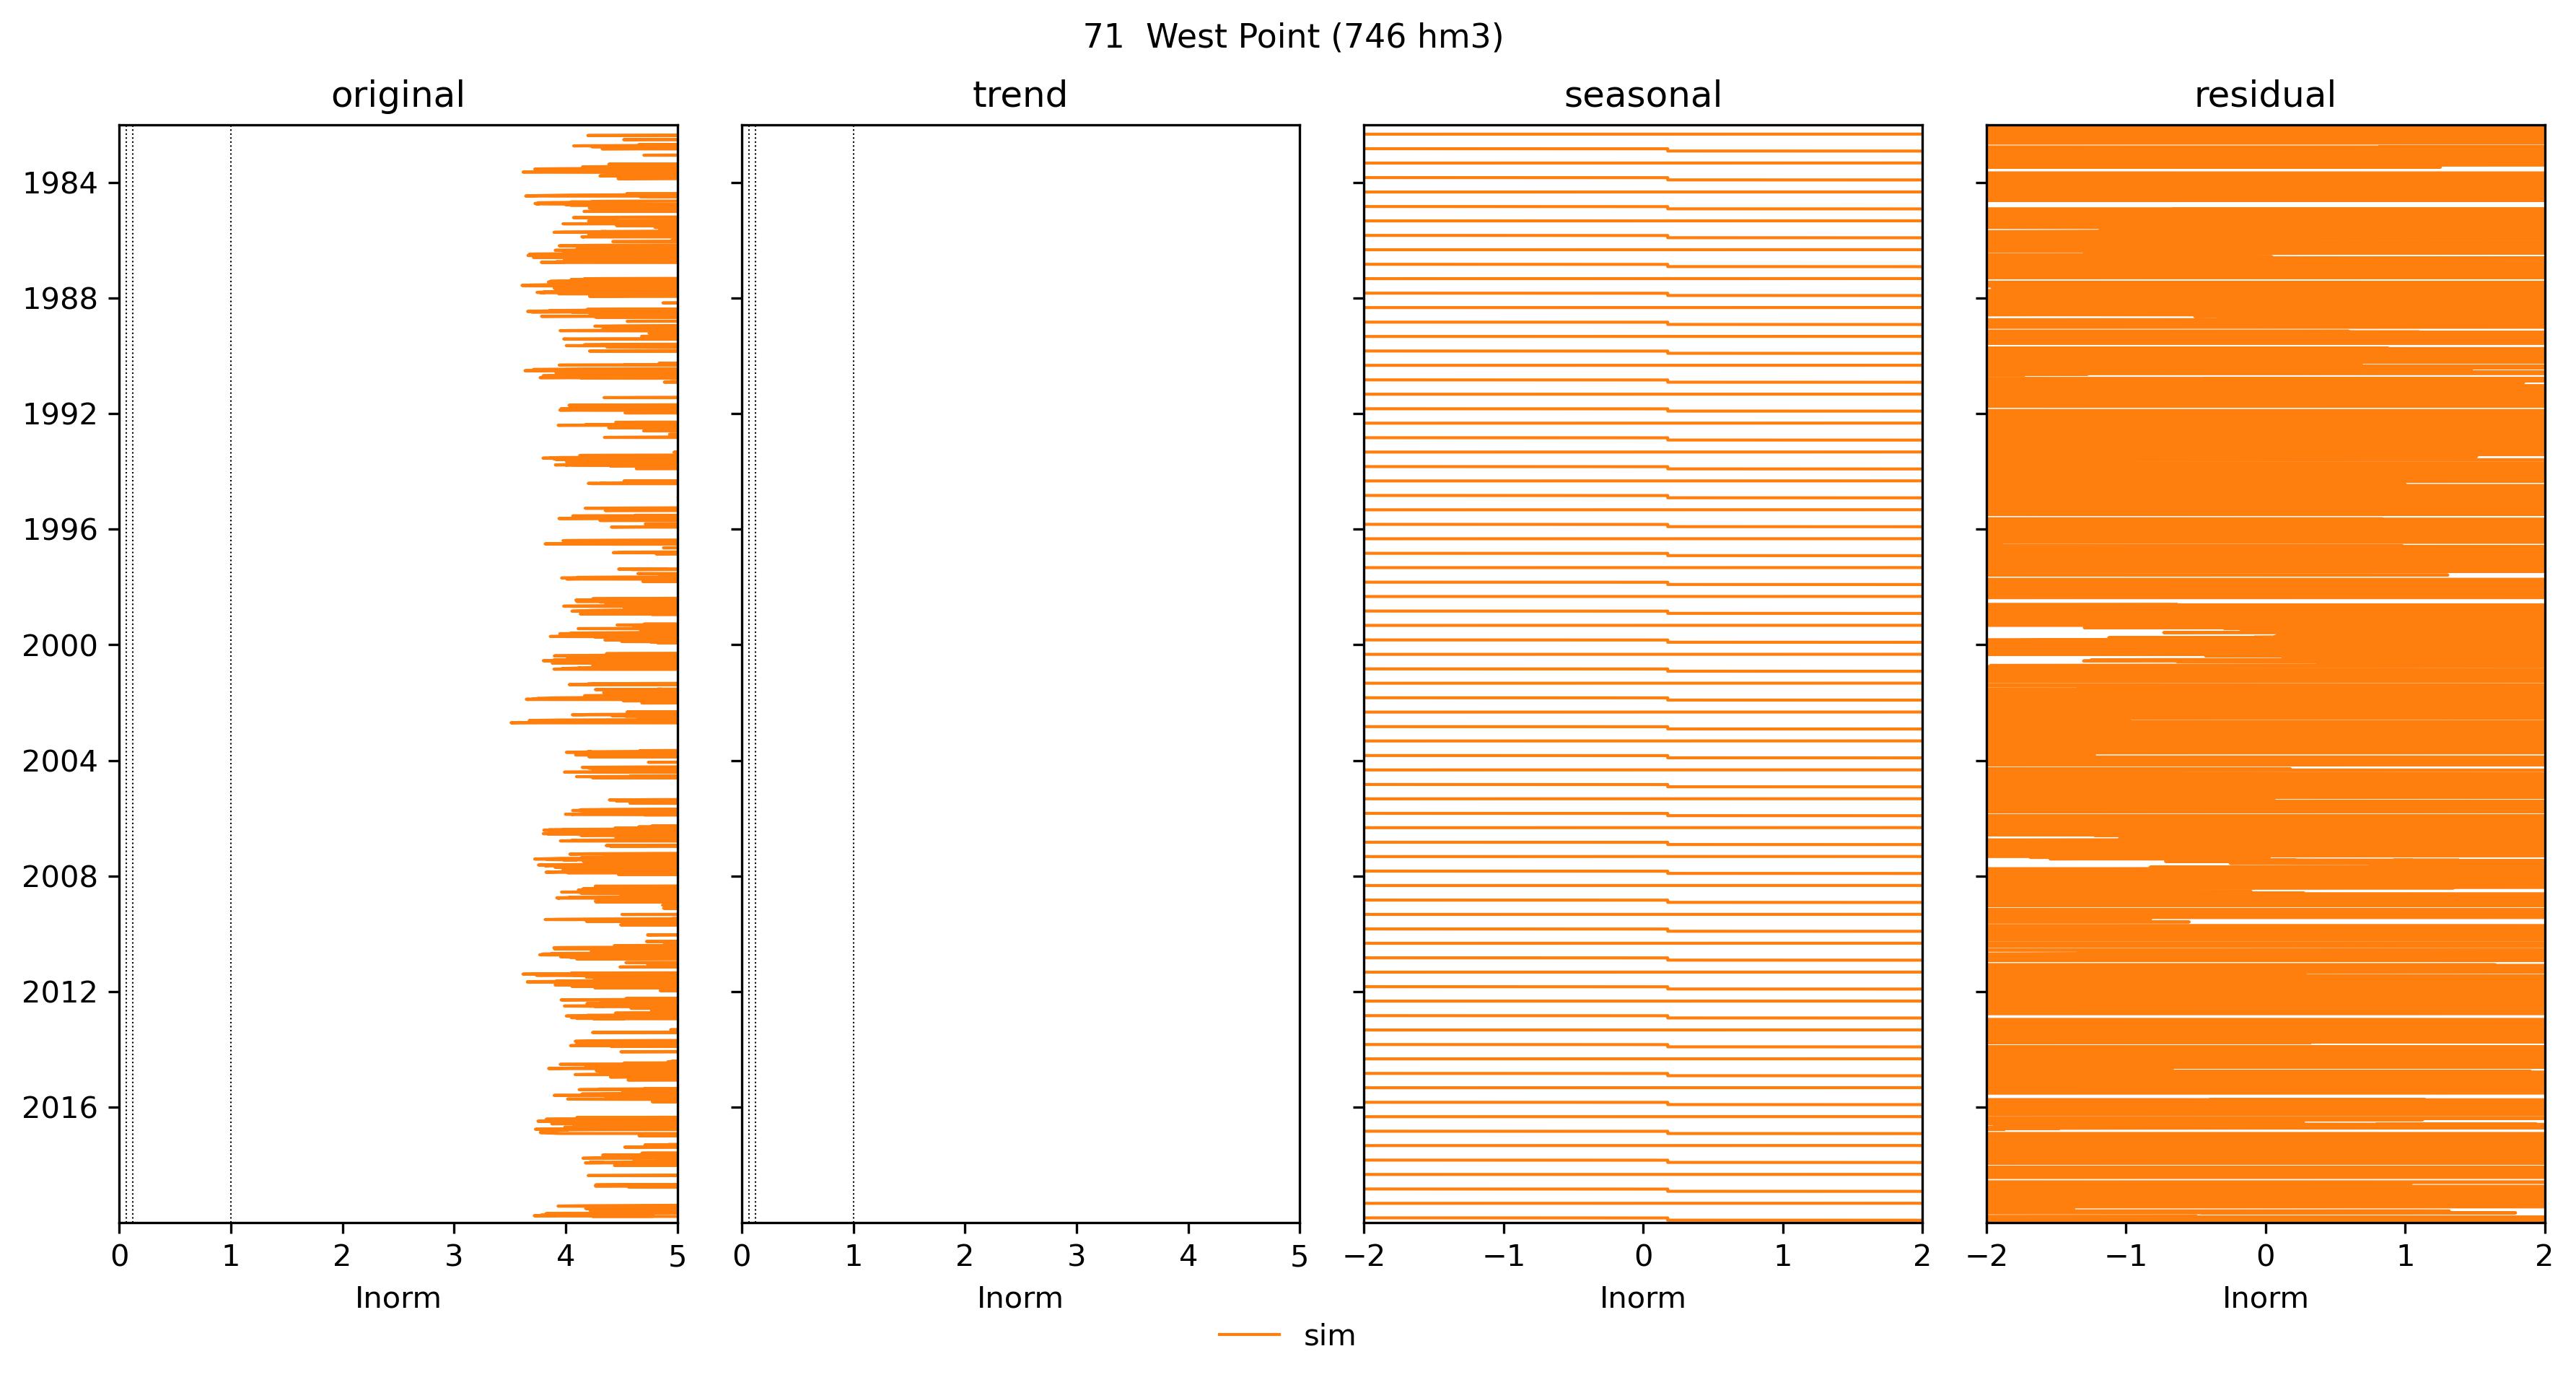 71  West Point (746 hm3)
original
trend
seasonal
residual
1984
1988
1992
1996
2000
2004
2008
2012
2016
0 1 2 3 4 5
0 1 2 3 4 5
−2 −1 0 1 2
−2 −1 0 1 2
Inorm
Inorm
Inorm
Inorm
sim